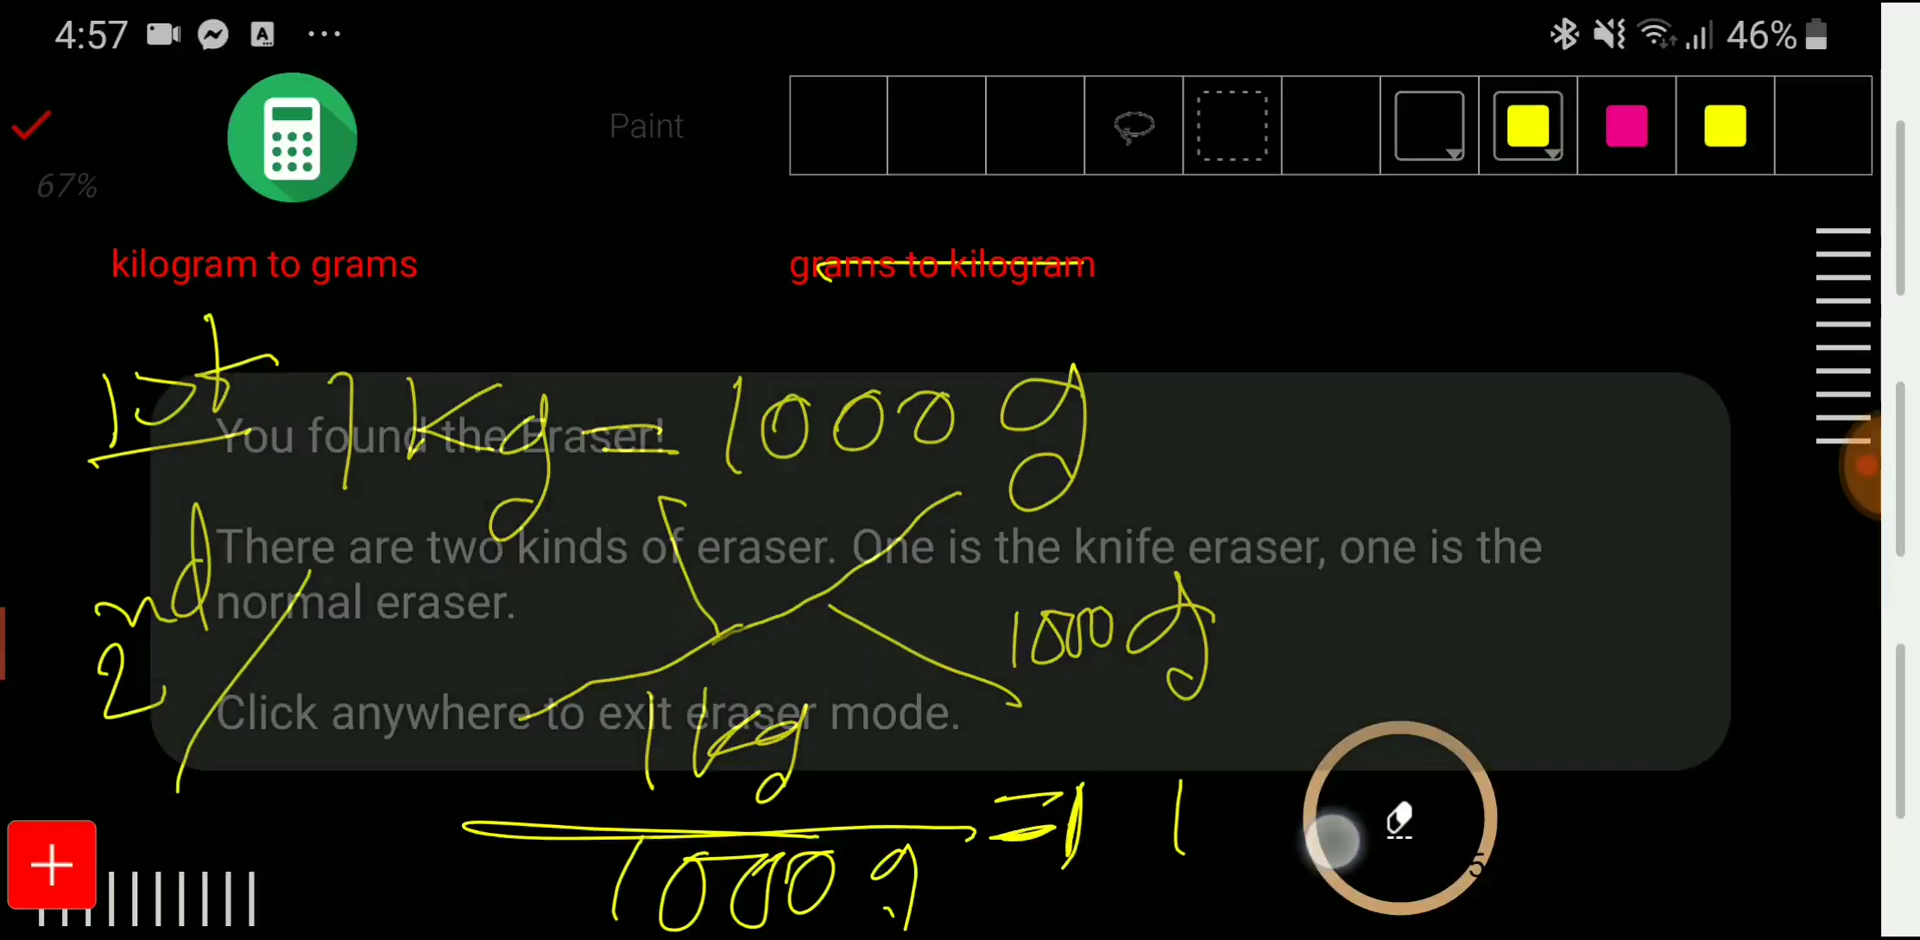 4:57 A 46%
Paint
67%
kilogram to grams grams to kilogram
1st 1 kg = 1000 g
You found the Eraser!
There are two kinds of eraser. One is the knife eraser, one is the
normal eraser.
2nd
1000 g
Click anywhere to exit eraser mode.
1 kg
= 1 1
1000 g
5